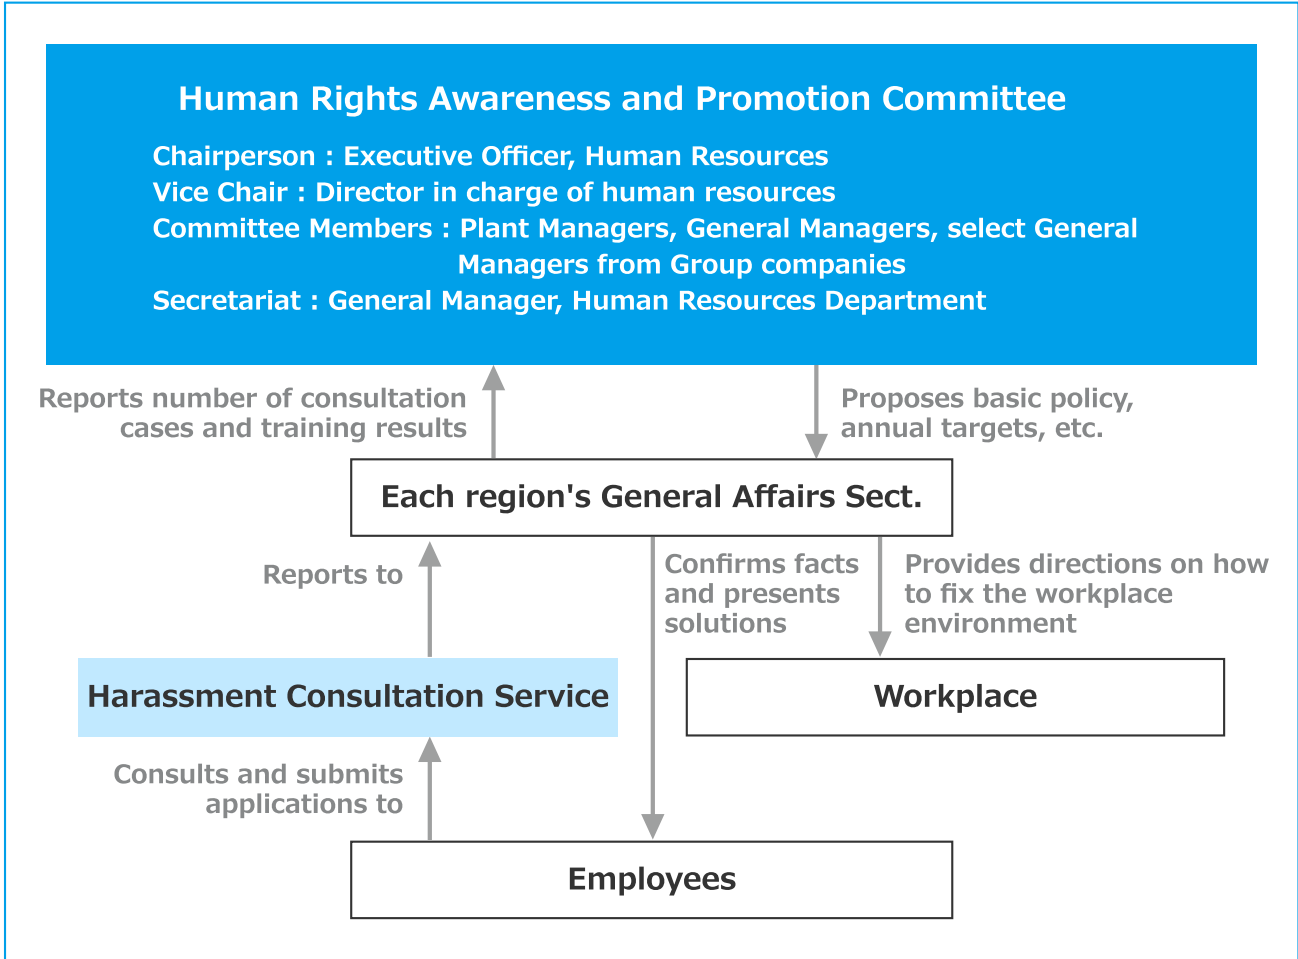 Human Rights Awareness and Promotion Committee
Chairperson : Executive Officer, Human Resources
Vice Chair : Director in charge of human resources
Committee Members : Plant Managers, General Managers, select General
Managers from Group companies
Secretariat : General Manager, Human Resources Department
Reports number of consultation
cases and training results
Proposes basic policy,
annual targets, etc.
Each region's General Affairs Sect.
Reports to
Confirms facts
and presents
solutions
Provides directions on how
to fix the workplace
environment
Harassment Consultation Service
Workplace
Consults and submits
applications to
Employees